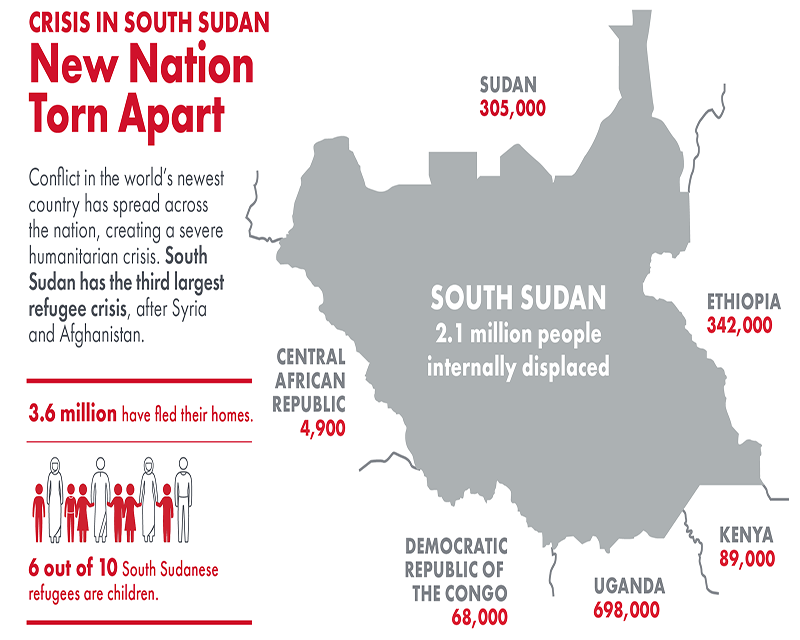 CRISIS IN SOUTH SUDAN
New Nation
Torn Apart
Conflict in the world's newest
country has spread across
the nation, creating a severe
humanitarian crisis. South
Sudan has the third largest
refugee crisis, after Syria
and Afghanistan.
3.6 million have fled their homes.
6 out of 10 South Sudanese
refugees are children.
SUDAN
305,000
SOUTH SUDAN
2.1 million people
internally displaced
ETHIOPIA
342,000
CENTRAL
AFRICAN
REPUBLIC
4,900
DEMOCRATIC
REPUBLIC OF
THE CONGO
68,000
UGANDA
698,000
KENYA
89,000